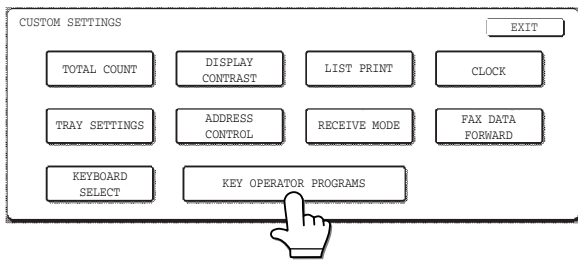 CUSTOM SETTINGS
EXIT
TOTAL COUNT
DISPLAY
CONTRAST
LIST PRINT
CLOCK
TRAY SETTINGS
ADDRESS
CONTROL
RECEIVE MODE
FAX DATA
FORWARD
KEYBOARD
SELECT
KEY OPERATOR PROGRAMS